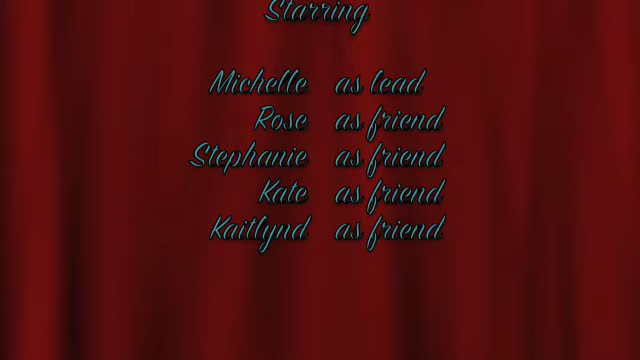 Starring
Michelle as lead
Rose as friend
Stephanie as friend
Kate as friend
Kaitlynd as friend